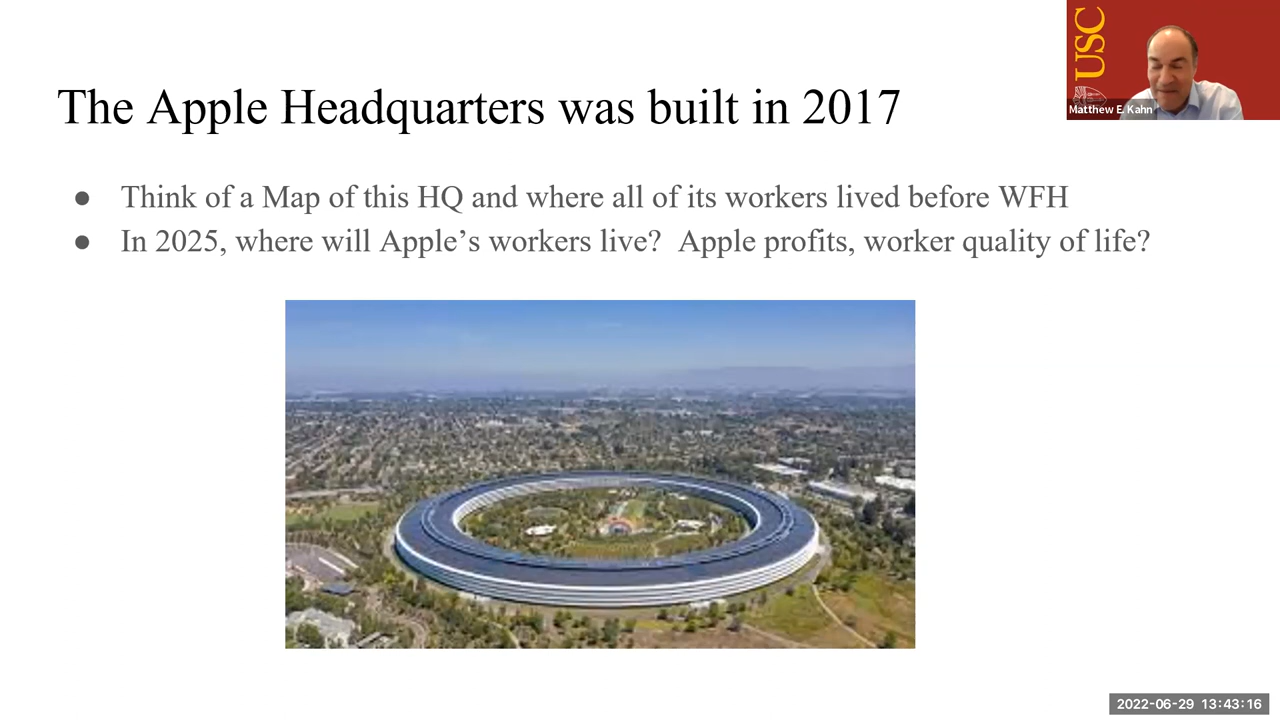 USC
Matthew E. Kahn
The Apple Headquarters was built in 2017
● Think of a Map of this HQ and where all of its workers lived before WFH
● In 2025, where will Apple’s workers live?  Apple profits, worker quality of life?
2022-06-29 13:43:16